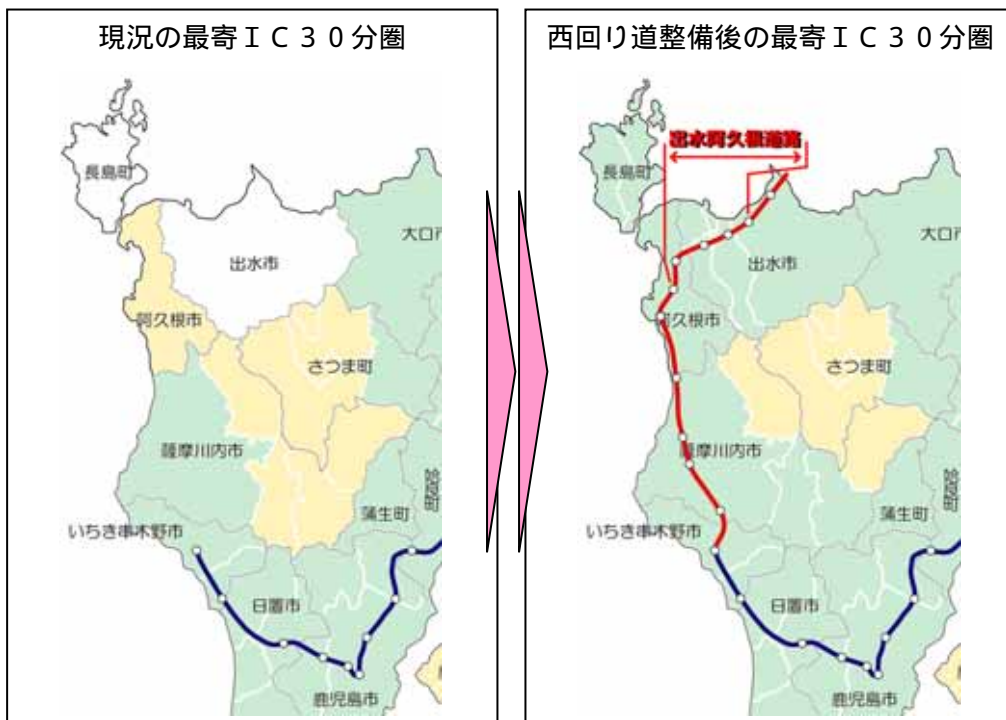 現況の最寄ＩＣ３０分圏
長島町
大口市
出水市
阿久根市
さつま町
薩摩川内市
蒲生町
いちき串木野市
日置市
鹿児島市
西回り道整備後の最寄ＩＣ３０分圏
出水阿久根道路
長島町
大口市
出水市
阿久根市
さつま町
薩摩川内市
蒲生町
いちき串木野市
日置市
鹿児島市